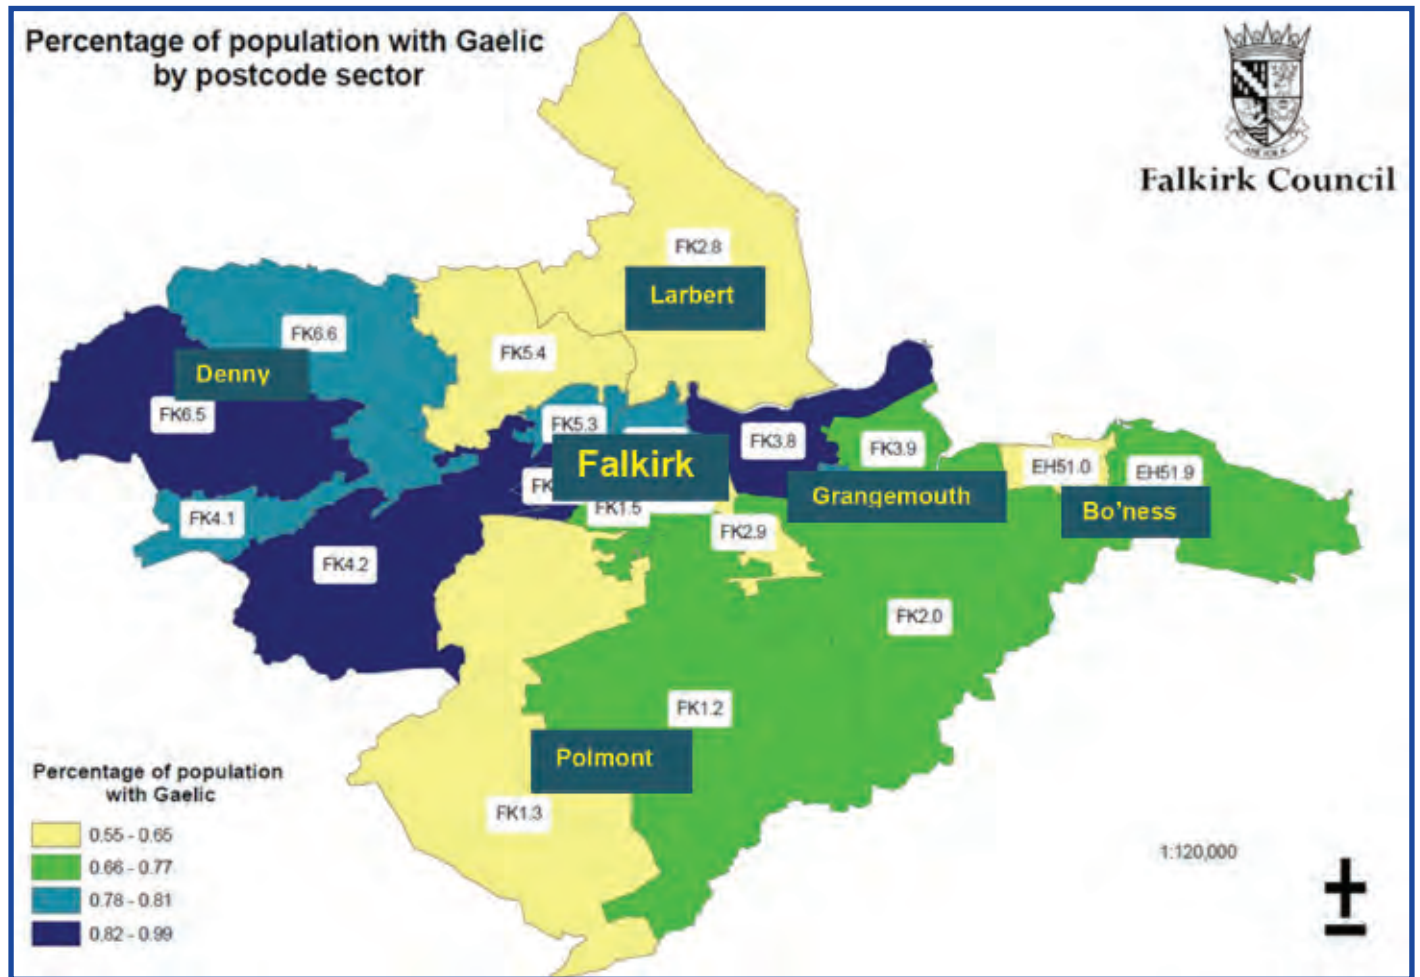 Percentage of population with Gaelic
by postcode sector
Falkirk Council
FK2.8
Larbert
FK6.6
FK5.4
Denny
FK6.5
FK5.3
FK3.8
FK3.9
Falkirk
EH51.0
EH51.9
Grangemouth
Bo'ness
FK1.5
FK4.1
FK2.9
FK4.2
FK2.0
FK1.2
Polmont
FK1.3
Percentage of population
with Gaelic
0.55 - 0.65
0.66 - 0.77
0.78 - 0.81
0.82 - 0.99
1:120,000